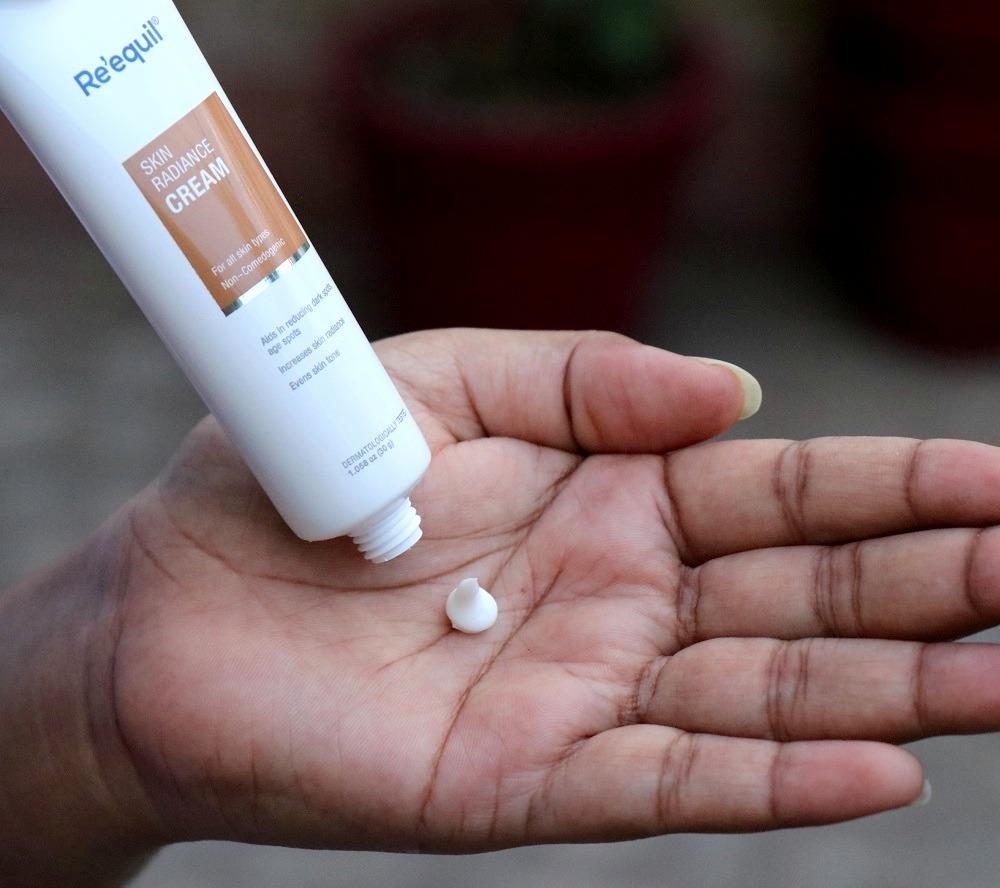 Re'equil®
SKIN
RADIANCE
CREAM
For all skin types
Non-Comedogenic
Aids in reducing dark spots
age spots
Increases skin radiance
Evens skin tone
DERMATOLOGICALLY TESTED
1.058 oz (30 g)